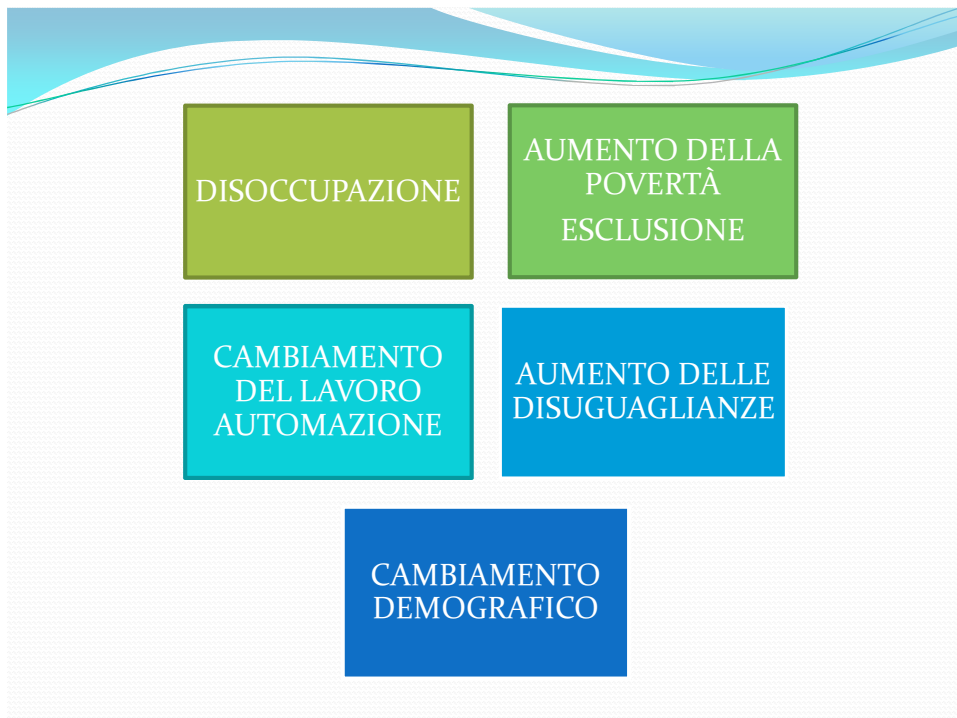 DISOCCUPAZIONE
AUMENTO DELLA
POVERTÀ
ESCLUSIONE
CAMBIAMENTO
DEL LAVORO
AUTOMAZIONE
AUMENTO DELLE
DISUGUAGLIANZE
CAMBIAMENTO
DEMOGRAFICO